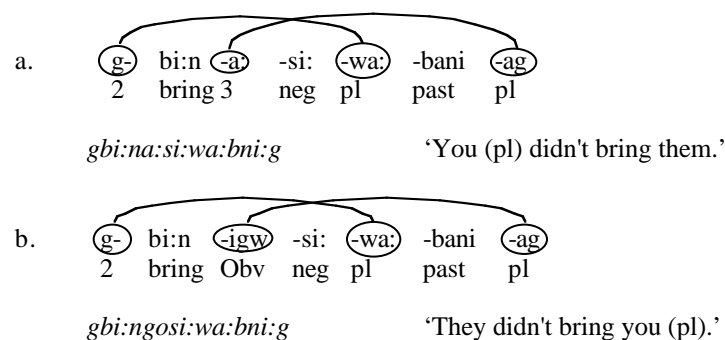 a. g- bi:n -a: -si: -wa: -bani -ag
2 bring 3 neg pl past pl
gbi:na:si:wa:bni:g ‘You (pl) didn't bring them.’
b. g- bi:n -igw -si: -wa: -bani -ag
2 bring Obv neg pl past pl
gbi:ngosi:wa:bni:g ‘They didn't bring you (pl).’